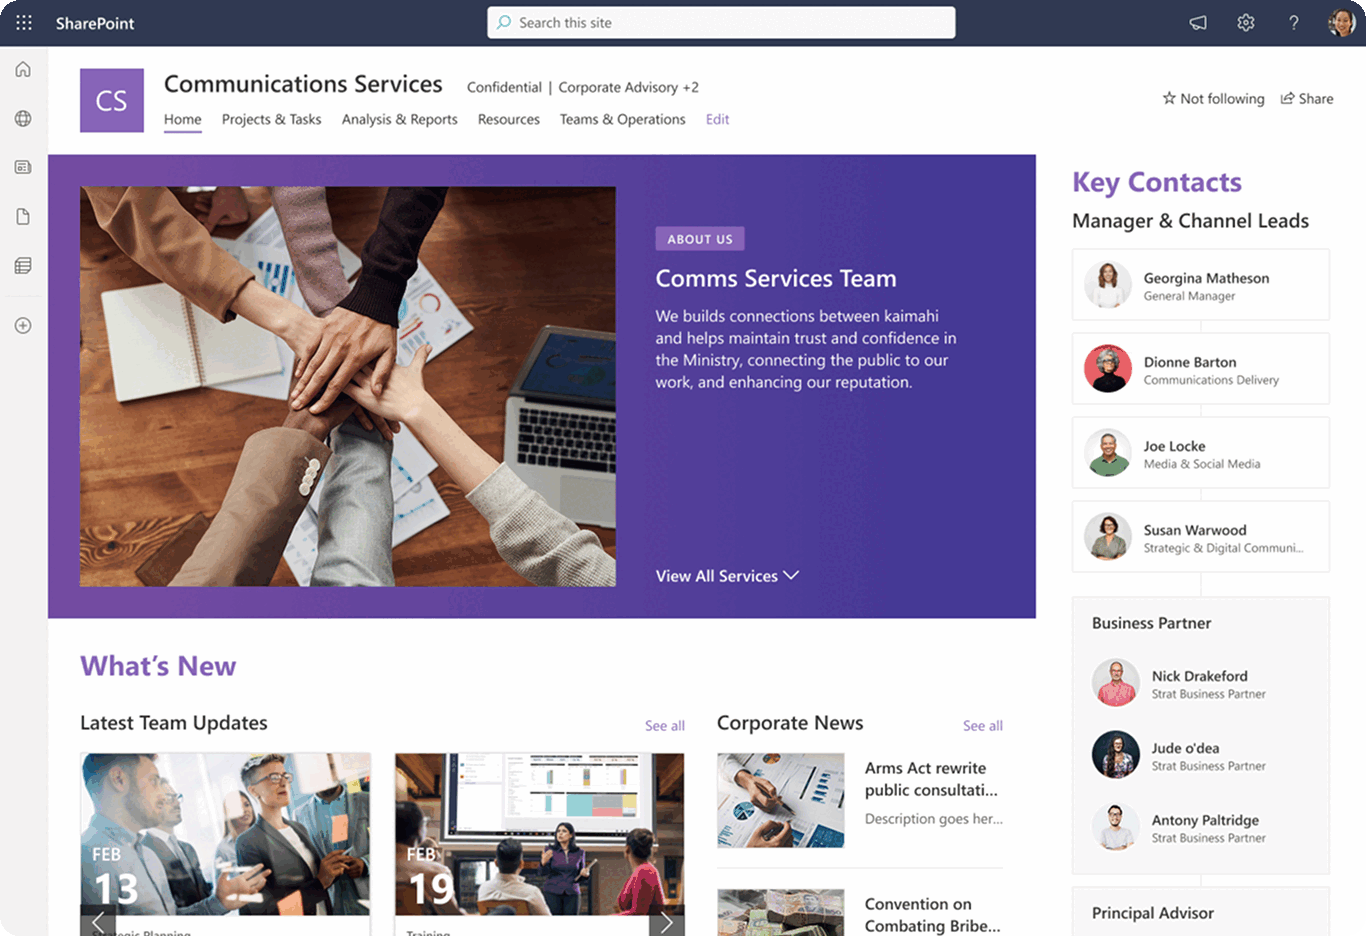 SharePoint
Search this site
?
CS
Communications Services
Confidential | Corporate Advisory +2
Home
Projects & Tasks
Analysis & Reports
Resources
Teams & Operations
Edit
Not following
Share
ABOUT US
Comms Services Team
We builds connections between kaimahi
and helps maintain trust and confidence in
the Ministry, connecting the public to our
work, and enhancing our reputation.
View All Services
What's New
Latest Team Updates
See all
FEB
13
Strategic Planning
FEB
19
Training
Corporate News
See all
Arms Act rewrite
public consultati...
Description goes her...
Convention on
Combating Bribe...
Key Contacts
Manager & Channel Leads
Georgina Matheson
General Manager
Dionne Barton
Communications Delivery
Joe Locke
Media & Social Media
Susan Warwood
Strategic & Digital Communi...
Business Partner
Nick Drakeford
Strat Business Partner
Jude o'dea
Strat Business Partner
Antony Paltridge
Strat Business Partner
Principal Advisor